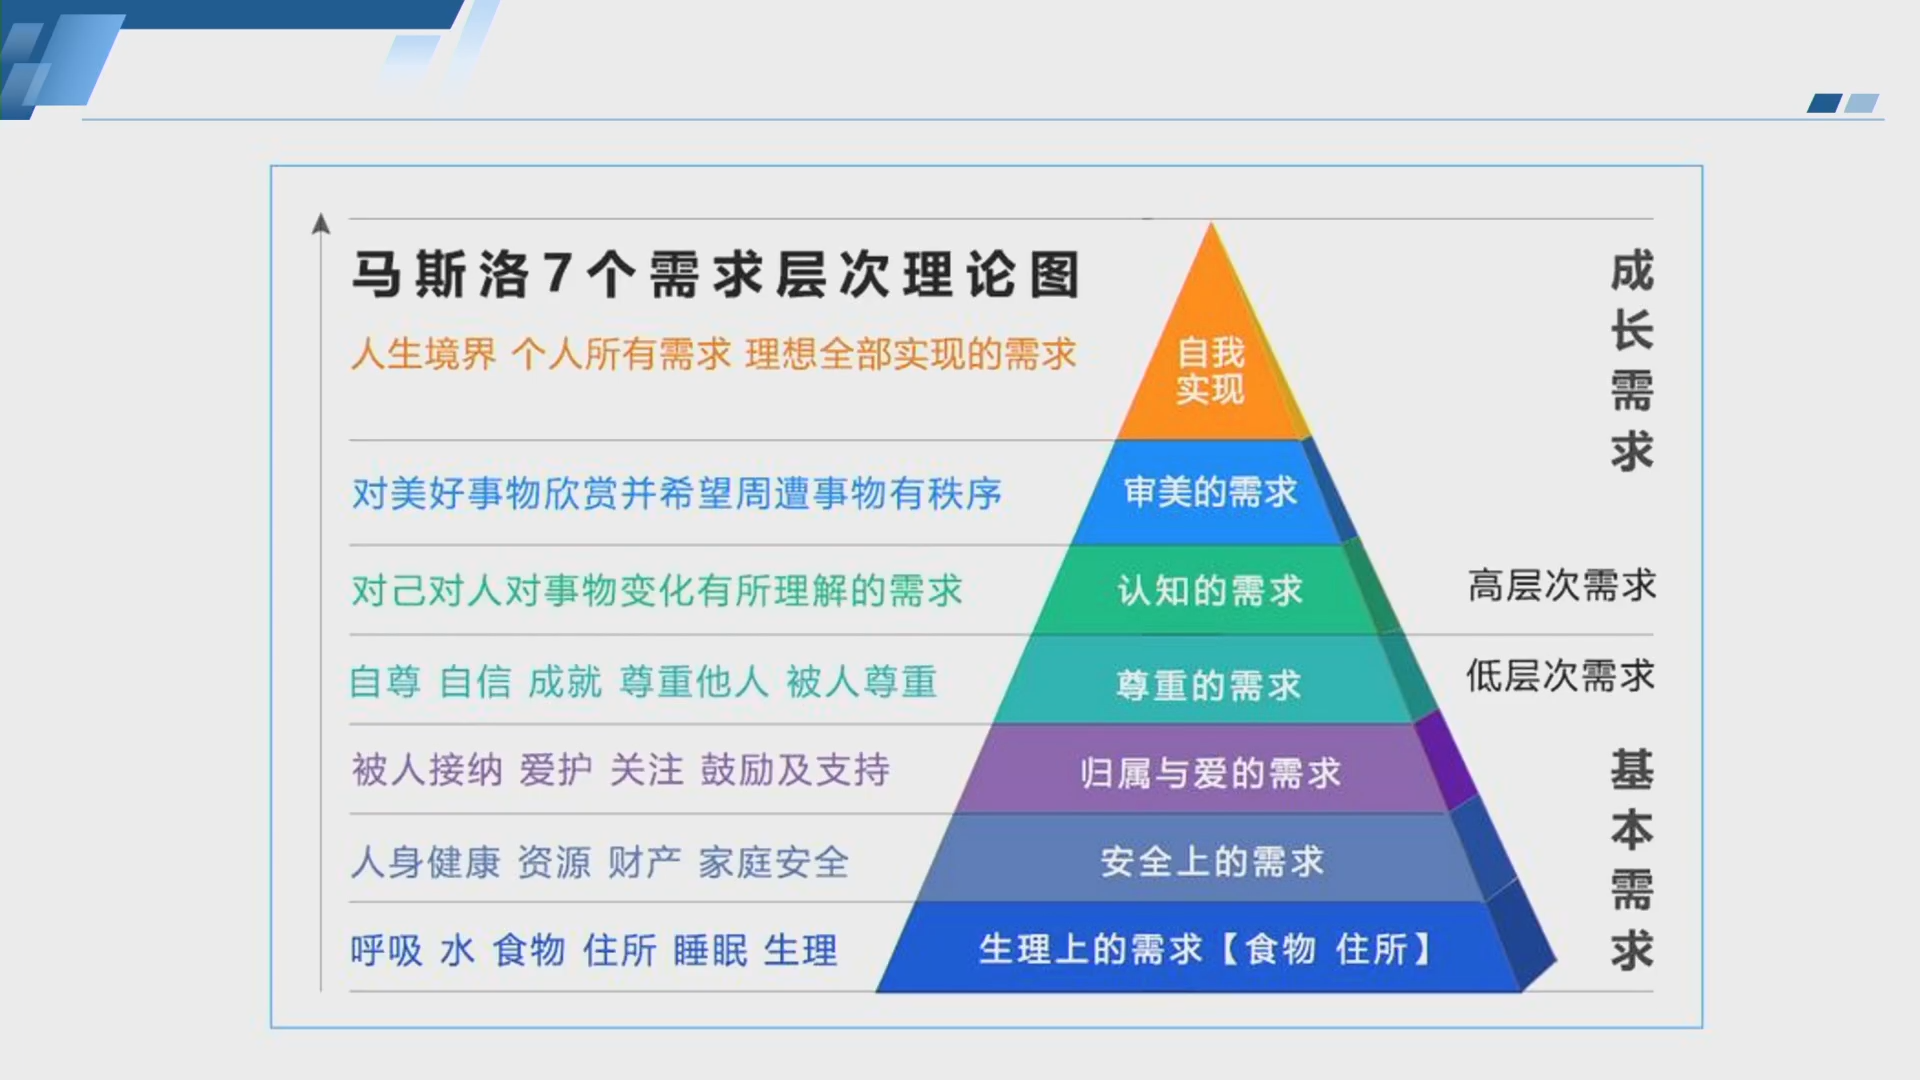 马斯洛7个需求层次理论图
人生境界 个人所有需求 理想全部实现的需求
自我
实现
成长需求
对美好事物欣赏并希望周遭事物有秩序
审美的需求
对己对人对事物变化有所理解的需求
认知的需求
高层次需求
自尊 自信 成就 尊重他人 被人尊重
尊重的需求
低层次需求
被人接纳 爱护 关注 鼓励及支持
归属与爱的需求
人身健康 资源 财产 家庭安全
安全上的需求
呼吸 水 食物 住所 睡眠 生理
生理上的需求【食物 住所】
基本需求